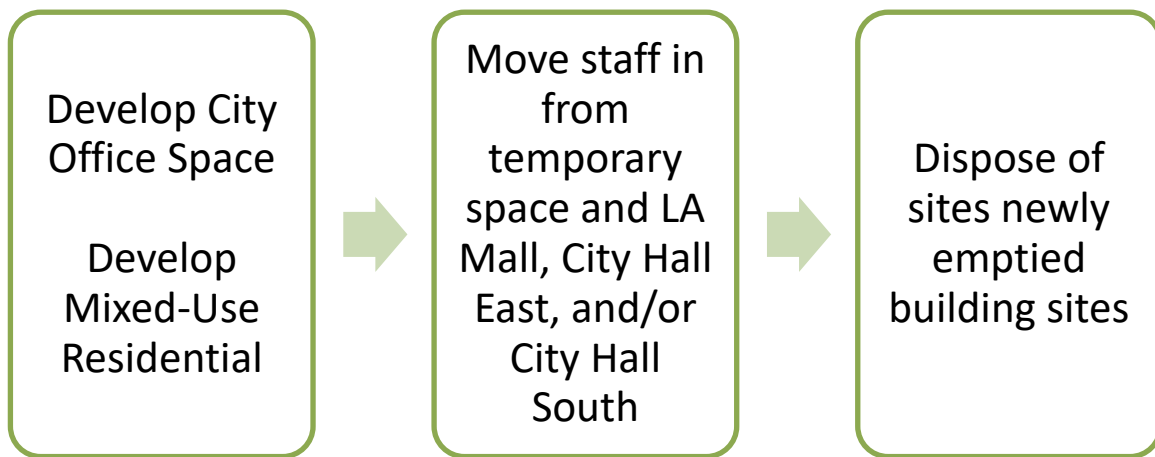 Develop City
Office Space
Develop
Mixed-Use
Residential
Move staff in
from
temporary
space and LA
Mall, City Hall
East, and/or
City Hall
South
Dispose of
sites newly
emptied
building sites